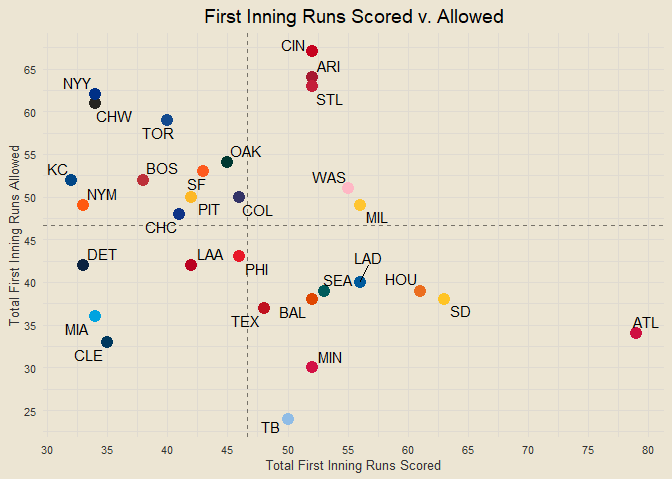 First Inning Runs Scored v. Allowed
CIN
ARI
STL
NYY
CHW
TOR
OAK
KC
BOS
SF
NYM
WAS
PIT
COL
MIL
CHC
DET
LAA
PHI
LAD
SEA
HOU
BAL
SD
MIA
TEX
ATL
CLE
MIN
TB
65
60
55
50
45
40
35
30
25
Total First Inning Runs Allowed
30 35 40 45 50 55 60 65 70 75 80
Total First Inning Runs Scored